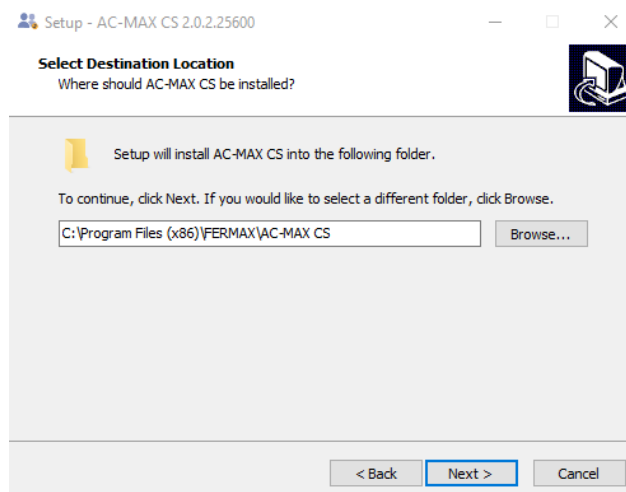 Setup - AC-MAX CS 2.0.2.25600
Select Destination Location
Where should AC-MAX CS be installed?
Setup will install AC-MAX CS into the following folder.
To continue, click Next. If you would like to select a different folder, click Browse.
C:\Program Files (x86)\FERMAX\AC-MAX CS
Browse...
< Back
Next >
Cancel